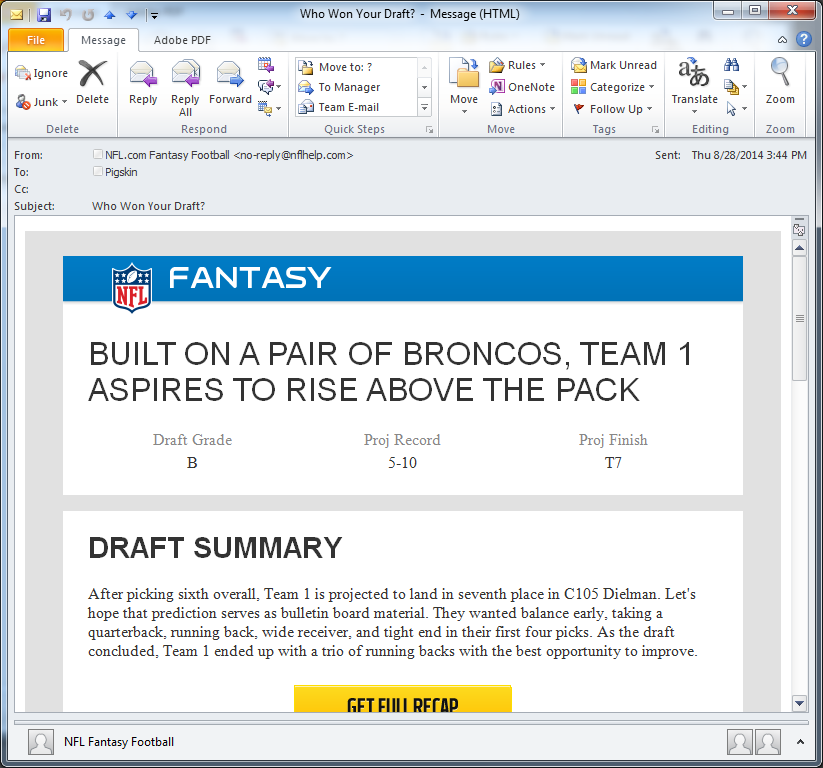 Who Won Your Draft? - Message (HTML)
File Message Adobe PDF
Ignore
Junk
Delete
Reply
Reply All
Forward
Move to: ?
To Manager
Team E-mail
Move
Rules
OneNote
Actions
Mark Unread
Categorize
Follow Up
Translate
Zoom
Delete Respond Quick Steps Move Tags Editing Zoom
From: NFL.com Fantasy Football <no-reply@nflhelp.com> Sent: Thu 8/28/2014 3:44 PM
To: Pigskin
Cc:
Subject: Who Won Your Draft?
NFL FANTASY
BUILT ON A PAIR OF BRONCOS, TEAM 1
ASPIRES TO RISE ABOVE THE PACK
Draft Grade Proj Record Proj Finish
B 5-10 T7
DRAFT SUMMARY
After picking sixth overall, Team 1 is projected to land in seventh place in C105 Dielman. Let's
hope that prediction serves as bulletin board material. They wanted balance early, taking a
quarterback, running back, wide receiver, and tight end in their first four picks. As the draft
concluded, Team 1 ended up with a trio of running backs with the best opportunity to improve.
GET FULL RECAP
NFL Fantasy Football